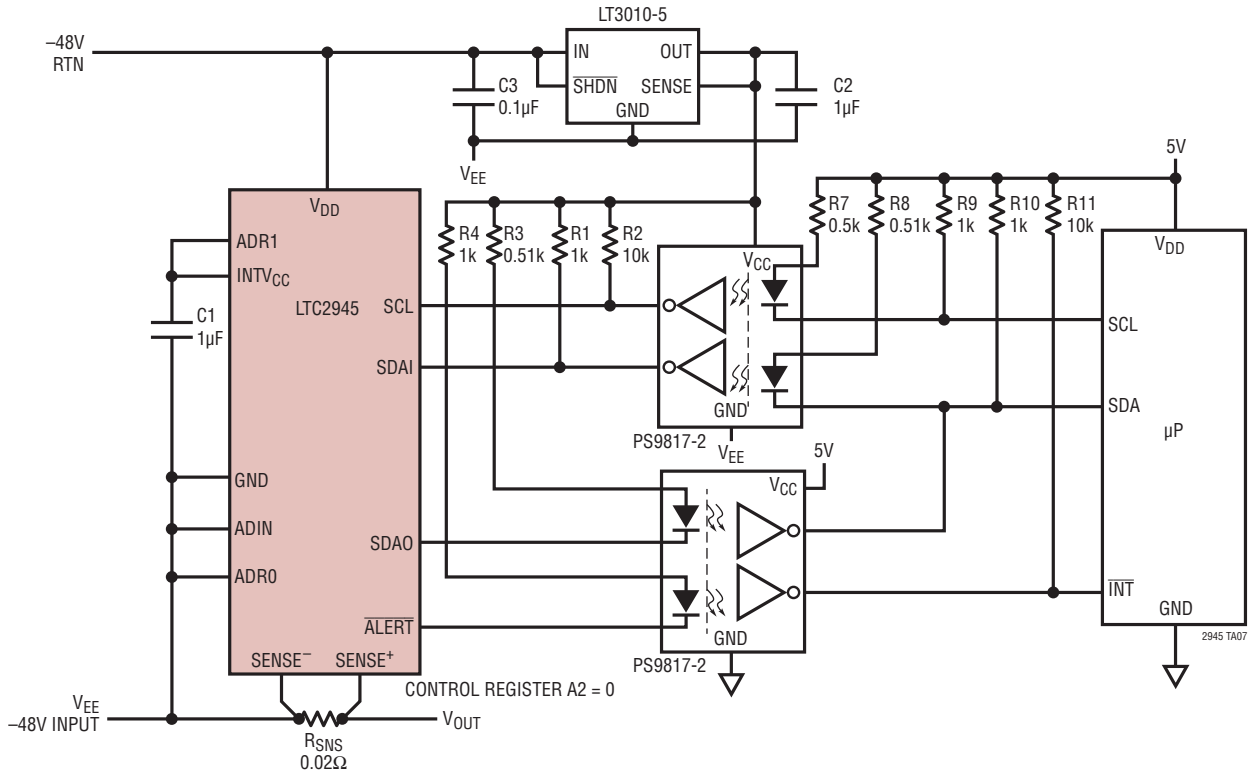 LT3010-5
–48V
RTN
IN
OUT
SHDN
SENSE
GND
C3
0.1µF
C2
1µF
VEE
5V
VDD
R4
1k
R3
0.51k
R1
1k
R2
10k
R7
0.5k
R8
0.51k
R9
1k
R10
1k
R11
10k
VDD
ADR1
INTVCC
LTC2945
SCL
VCC
SCL
C1
1µF
SDAI
GND
SDA
µP
PS9817-2
VEE
5V
VCC
GND
ADIN
SDAO
ADR0
INT
GND
ALERT
GND
2945 TA07
PS9817-2
SENSE–
SENSE+
CONTROL REGISTER A2 = 0
VEE
–48V INPUT
VOUT
RSNS
0.02Ω